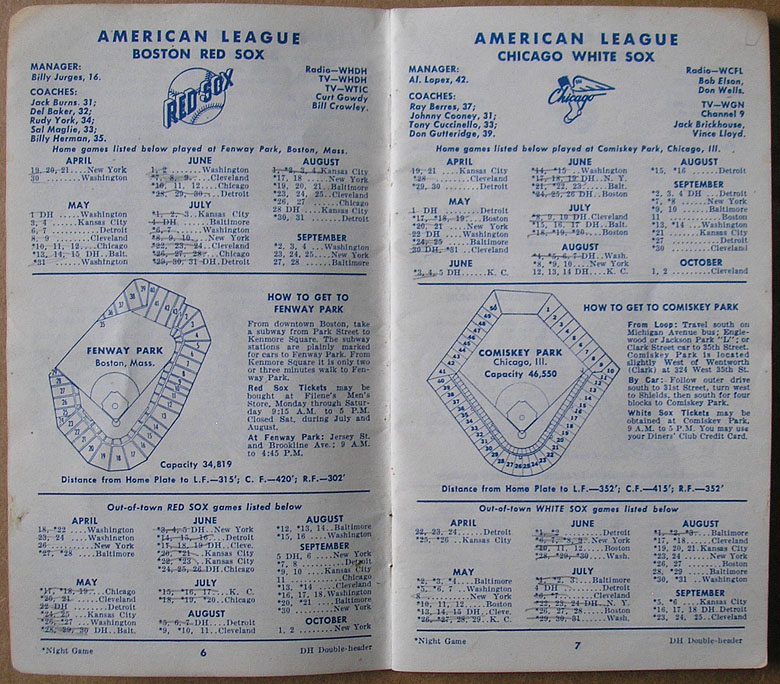 AMERICAN LEAGUE
BOSTON RED SOX
MANAGER:
Billy Jurges, 16.
COACHES:
Jack Burns, 31;
Del Baker, 32;
Rudy York, 34;
Sal Maglie, 33;
Billy Herman, 35.
RED SOX
Radio—WHDH
TV—WHDH
TV—WTIC
Curt Gowdy
Bill Crowley.
Home games listed below played at Fenway Park, Boston, Mass.
APRIL
19, 20, 21....New York
30 ........Washington
MAY
1 DH .....Washington
3, 4 .....Kansas City
6, 7 ..........Detroit
8, 9 .......Cleveland
*10, 11, 12....Chicago
*13, 14, 15 DH..Balt.
*31 ......Washington
JUNE
1, 2 ......Washington
*7, 8, 9....Cleveland
*10, 11, 12....Chicago
*28, 29, 30....Detroit
JULY
*1, 2, 3..Kansas City
4 DH......Baltimore
*6, 7......Washington
*8, 9, 10....New York
*22, 23, 24..Cleveland
*26, 27, 28....Chicago
*29, 30, 31 DH.Detroit
AUGUST
1, *2, 3, 4.Kansas City
*17, 18 .....New York
*19, 20, 21..Baltimore
*23, 24, 25..Cleveland
*26, 27 .......Chicago
28 DH ....Kansas City
*30, 31 ........Detroit
SEPTEMBER
*2, 3, 4...Washington
23, 24, 25....New York
27, 28 ......Baltimore
FENWAY PARK
Boston, Mass.
Capacity 34,819
HOW TO GET TO
FENWAY PARK
From downtown Boston, take
a subway from Park Street to
Kenmore Square. The subway
stations are plainly marked
for cars to Fenway Park. From
Kenmore Square it is only two
or three minutes walk to Fen-
way Park.
Red Sox Tickets may be
bought at Filene's Men's
Store, Monday through Satur-
day 9:15 A.M. to 5 P.M.
Closed Sat., during July and
August.
At Fenway Park: Jersey St.
and Brookline Ave.: 9 A.M.
to 4:45 P.M.
Distance from Home Plate to L.F.—315'; C. F.—420'; R.F.—302'
Out-of-town RED SOX games listed below
APRIL
18, *22 ....Washington
23, 24 .....Washington
26 .........New York
*27, *28 ....Baltimore
MAY
*17, *18, 19...Chicago
*20, 21 .....Cleveland
22 DH ........Detroit
*24, 25 ...Kansas City
*26, *27 ...Washington
*28, 29, 30 DH..Balt.
JUNE
*3, 4, 5 DH..New York
*14, 15, 16....Detroit
*17, 18, 19 DH..Cleve.
*20, *21 ..Kansas City
*22, *23 ..Kansas City
*24, 25, 26 DH.Chicago
JULY
*15, *16, 17....K. C.
*18, *19, *20..Chicago
AUGUST
*5, 6, 7 DH....Detroit
*9, *10, 11..Cleveland
AUGUST
*12, *13, 14..Baltimore
*15, 16 ...Washington
SEPTEMBER
5 DH, 6 .....New York
*7, 8 ..........Detroit
*9, 10 ....Kansas City
11 ...........Chicago
*13, *14 ....Cleveland
*16, 17, 18.Washington
*20, *21 ....Baltimore
*30 .........New York
OCTOBER
1, 2 .........New York
*Night Game
6
DH Double-header
AMERICAN LEAGUE
CHICAGO WHITE SOX
MANAGER:
Al. Lopez, 42.
COACHES:
Ray Berres, 37;
Johnny Cooney, 31;
Tony Cuccinello, 33;
Don Gutteridge, 39.
Chicago
Radio—WCFL
Bob Elson,
Don Wells.
TV—WGN
Channel 9
Jack Brickhouse,
Vince Lloyd.
Home games listed below played at Comiskey Park, Chicago, Ill.
APRIL
19, 21 ....Kansas City
*28 .........Cleveland
*29, 30 .......Detroit
MAY
1 DH .........Detroit
*17, *18, 19...Boston
*20, 21 .....New York
22 DH .....Washington
*24, 25 .....Baltimore
30 DH, *31..Cleveland
JUNE
*3, 4, 5 DH.....K. C.
JUNE
*14, *15 ...Washington
*17, 18, 19 DH..N. Y.
*21, *22, 23....Balt.
*24, 25, 26 DH.Boston
JULY
*8, 9, 10 DH.Cleveland
*15, 16, 17 DH..Balt.
*18, *19, *20..Boston
AUGUST
*4, *5, 6, 7 DH..Wash.
*8, *9, 10....New York
12, 13, 14 DH...K. C.
AUGUST
*15, *16 .......Detroit
SEPTEMBER
*2, 3, 4 DH...Detroit
*7, *8 .......New York
*9, 10 ......Baltimore
11 ............Boston
*13, *14 ..Washington
*21 .......Kansas City
*23, 25 ....Cleveland
*27 ...........Detroit
*30 .........Cleveland
OCTOBER
1, 2 .........Cleveland
COMISKEY PARK
Chicago, Ill.
Capacity 46,550
HOW TO GET TO COMISKEY PARK
From Loop: Travel south on
Michigan Avenue bus; Engle-
wood or Jackson Park "L"; or
Clark Street car to 35th Street.
Comiskey Park is located
slightly West of Wentworth
(Clark) at 324 West 35th St.
By Car: Follow outer drive
south to 31st Street, turn west
to Shields, then south for four
blocks to Comiskey Park.
White Sox Tickets may be
obtained at Comiskey Park,
9 A.M. to 5 P.M. You may use
your Diners' Club Credit Card.
Distance from Home Plate to L.F.—352'; C.F.—415'; R.F.—352'
Out-of-town WHITE SOX games listed below
APRIL
22, 23, 24.....Detroit
*25, *26 ...Kansas City
MAY
*2, *3, *4...Baltimore
*5, *6, 7 ..Washington
8 ............New York
*10, 11, 12....Boston
*13, 14, 15 DH..Cleve.
*26, *27, 28, 29..K. C.
JUNE
*1, *2 .........Detroit
*6, 7, *8, 9...New York
*10, 11, 12.....Boston
*28, *29, *30....Wash.
JULY
*1, *2, 3....Baltimore
4 DH ..........Detroit
*6, *7......Cleveland
*22, 23, 24 DH..N. Y.
*26, 27, 28....Boston
*29, 30, 31.....Wash.
AUGUST
*1, *2, *3...Baltimore
*17, *18.....Cleveland
*19, 20, 21.Kansas City
*23, 24 .....New York
*26, 27 ........Boston
28, *29 .....Baltimore
*30, *31 ..Washington
SEPTEMBER
*5, *6 ....Kansas City
*16, 17, 18 DH.Detroit
*23, 24, 25..Cleveland
*Night Game
7
DH Double-header